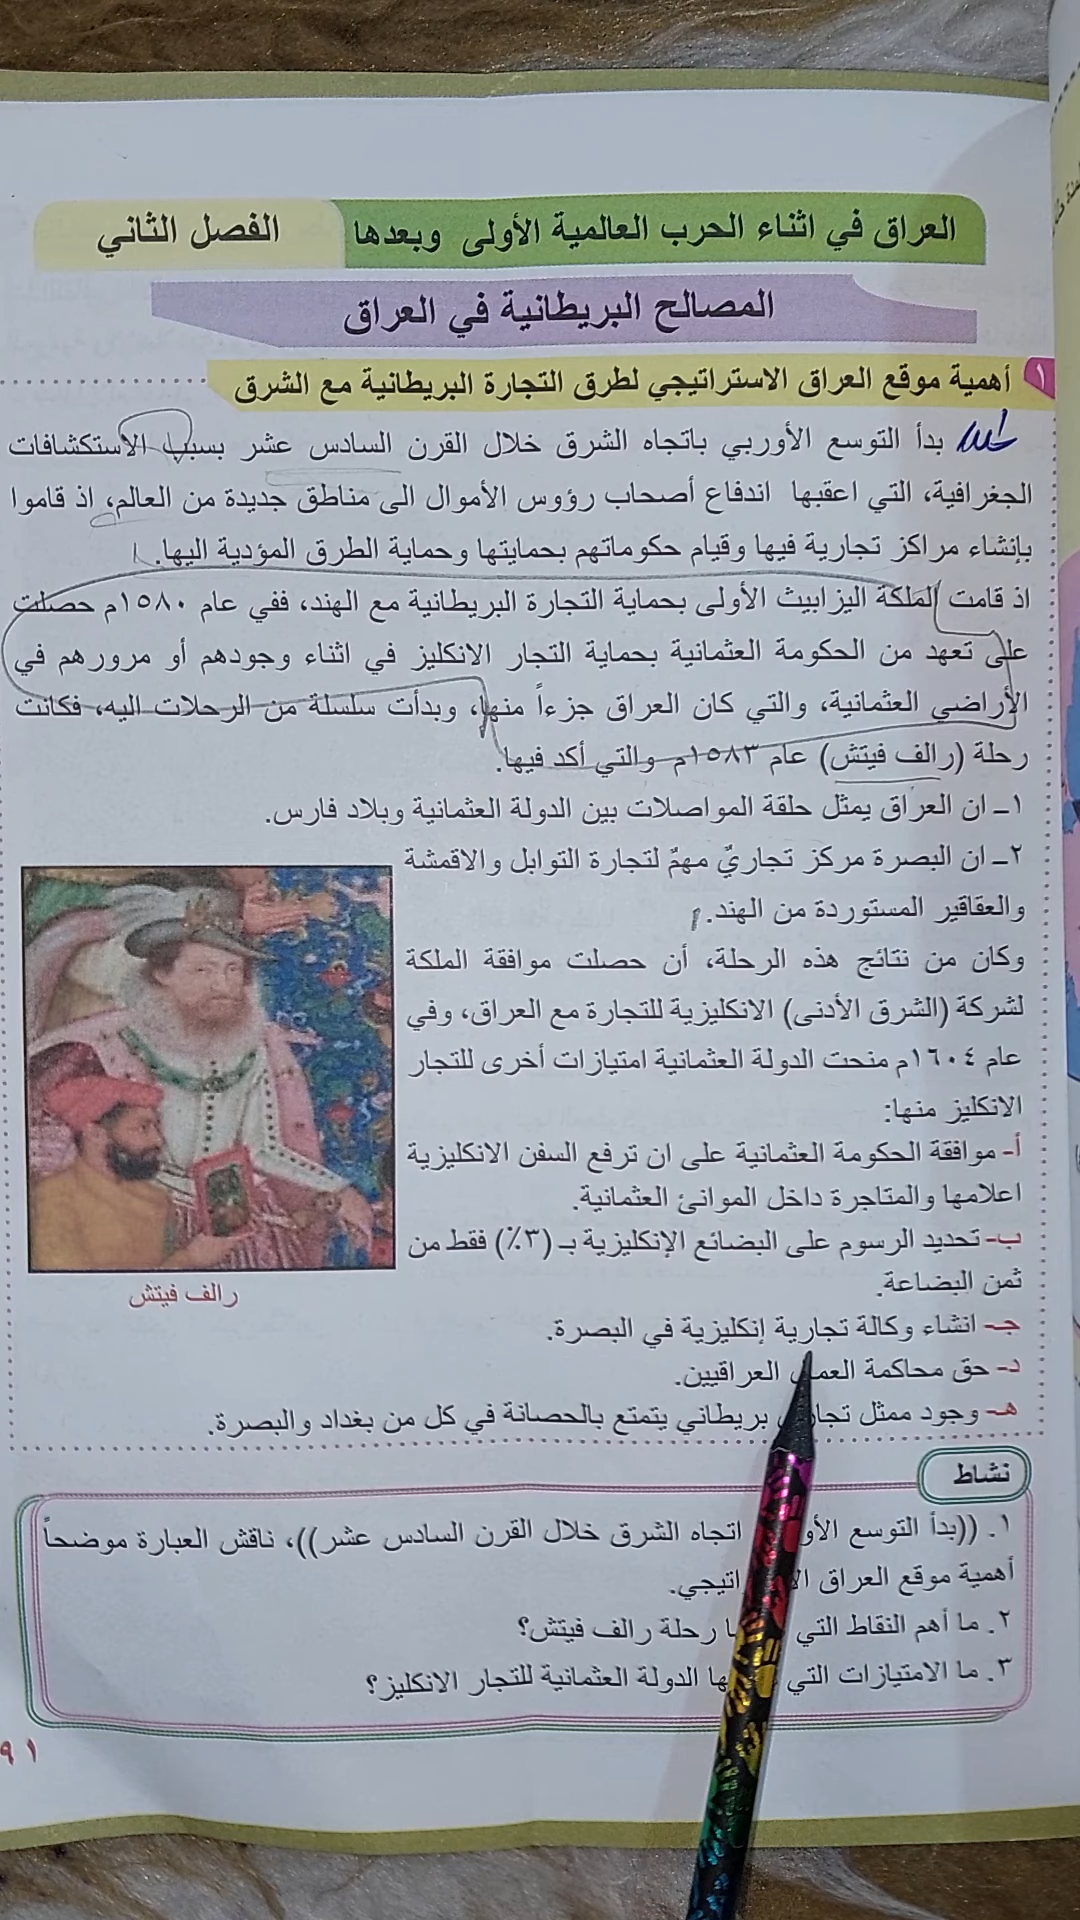 العراق في اثناء الحرب العالمية الأولى وبعدها
الفصل الثاني
المصالح البريطانية في العراق
١ أهمية موقع العراق الاستراتيجي لطرق التجارة البريطانية مع الشرق
بدأ التوسع الأوربي باتجاه الشرق خلال القرن السادس عشر بسبب الاستكشافات
الجغرافية، التي اعقبها اندفاع أصحاب رؤوس الأموال الى مناطق جديدة من العالم، اذ قاموا
بإنشاء مراكز تجارية فيها وقيام حكوماتهم بحمايتها وحماية الطرق المؤدية اليها.
اذ قامت الملكة اليزابيث الأولى بحماية التجارة البريطانية مع الهند، ففي عام ١٥٨٠م حصلت
على تعهد من الحكومة العثمانية بحماية التجار الانكليز في اثناء وجودهم أو مرورهم في
الأراضي العثمانية، والتي كان العراق جزءاً منها، وبدأت سلسلة من الرحلات اليه، فكانت
رحلة (رالف فيتش) عام ١٥٨٣م والتي أكد فيها:
١ــ ان العراق يمثل حلقة المواصلات بين الدولة العثمانية وبلاد فارس.
٢ــ ان البصرة مركز تجاريٌ مهمٌ لتجارة التوابل والاقمشة
والعقاقير المستوردة من الهند.
وكان من نتائج هذه الرحلة، أن حصلت موافقة الملكة
لشركة (الشرق الأدنى) الانكليزية للتجارة مع العراق، وفي
عام ١٦٠٤م منحت الدولة العثمانية امتيازات أخرى للتجار
الانكليز منها:
أ- موافقة الحكومة العثمانية على ان ترفع السفن الانكليزية
اعلامها والمتاجرة داخل الموانئ العثمانية.
ب- تحديد الرسوم على البضائع الإنكليزية بـ (٣٪) فقط من
ثمن البضاعة.
رالف فيتش
جـ- انشاء وكالة تجارية إنكليزية في البصرة.
د- حق محاكمة العراقيين.
هـ- وجود ممثل بريطاني يتمتع بالحصانة في كل من بغداد والبصرة.
نشاط
١. ((بدأ التوسع اتجاه الشرق خلال القرن السادس عشر))، ناقش العبارة موضحاً
أهمية موقع العراق
٢. ما أهم النقاط التي رحلة رالف فيتش؟
٣. ما الامتيازات التي الدولة العثمانية للتجار الانكليز؟
٩١